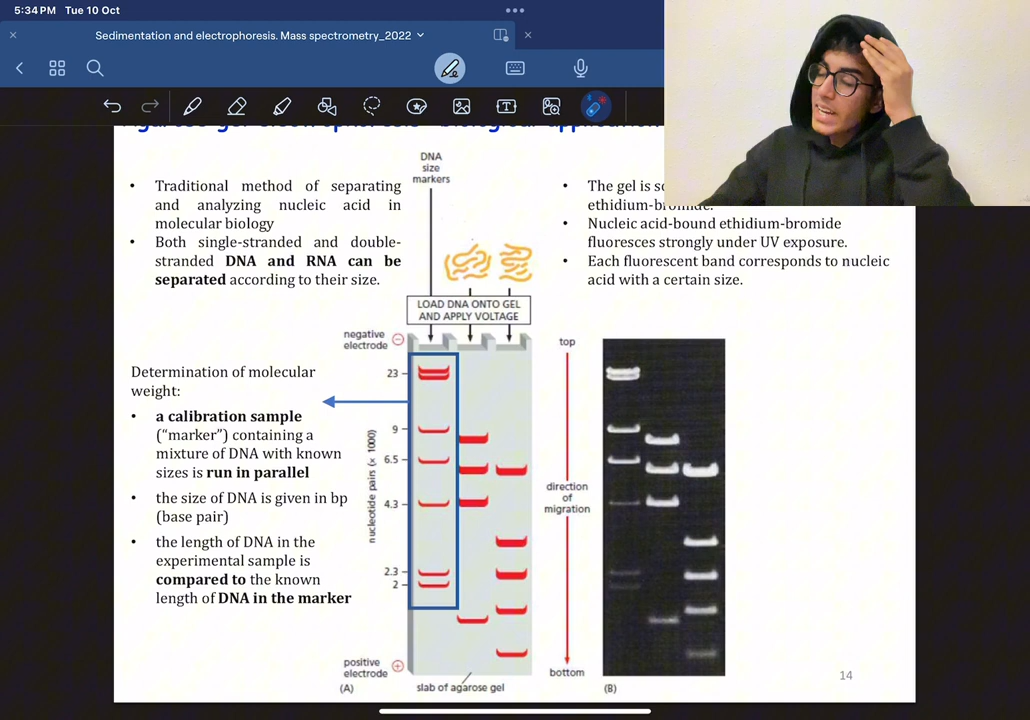 5:34 PM Tue 10 Oct
Sedimentation and electrophoresis. Mass spectrometry_2022
DNA
size
markers
• Traditional method of separating
and analyzing nucleic acid in
molecular biology
• Both single-stranded and double-
stranded DNA and RNA can be
separated according to their size.
• The gel is
• Nucleic acid-bound ethidium-bromide
fluoresces strongly under UV exposure.
• Each fluorescent band corresponds to nucleic
acid with a certain size.
LOAD DNA ONTO GEL
AND APPLY VOLTAGE
negative
electrode
Determination of molecular
weight:
• a calibration sample
("marker") containing a
mixture of DNA with known
sizes is run in parallel
• the size of DNA is given in bp
(base pair)
• the length of DNA in the
experimental sample is
compared to the known
length of DNA in the marker
nucleotide pairs (x 1000)
23
9
6.5
4.3
2.3
2
positive
electrode
(A)
slab of agarose gel
top
direction
of
migration
bottom
(B)
14